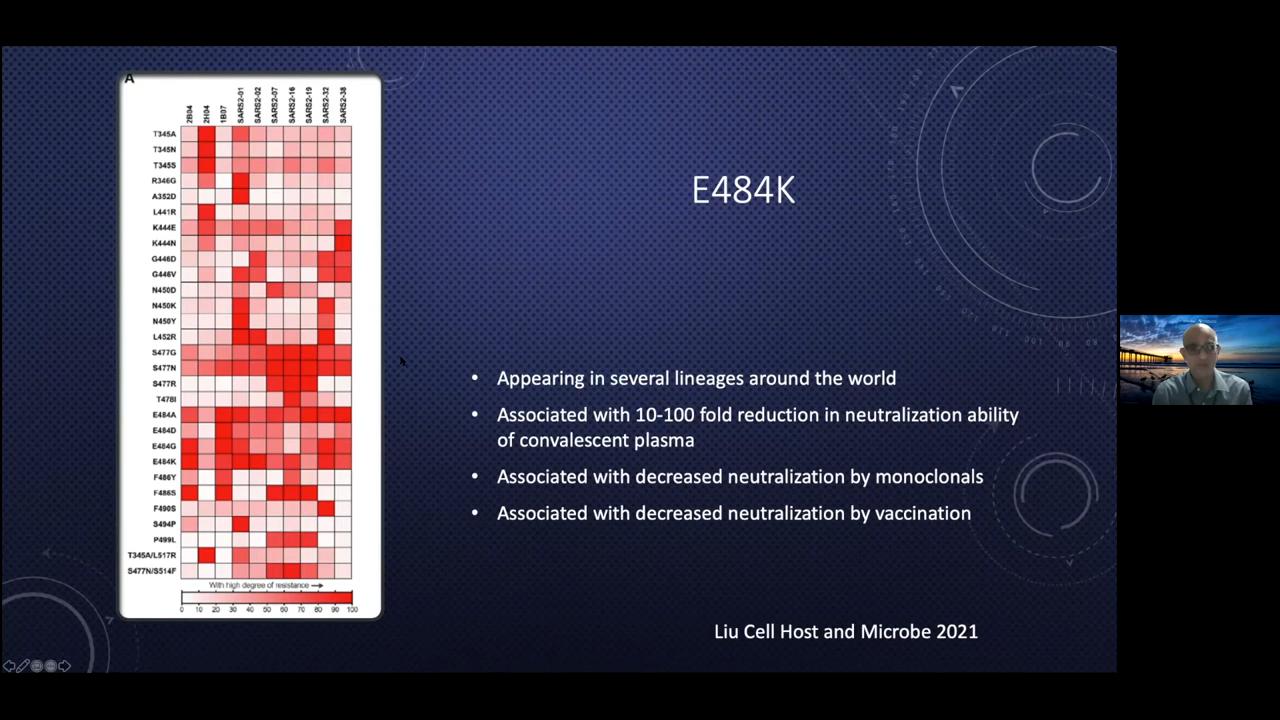 A
2B04
2H04
1B07
SARS2-01
SARS2-02
SARS2-07
SARS2-16
SARS2-19
SARS2-32
SARS2-38
T345A
T345N
T345S
R346G
A352D
L441R
K444E
K444N
G446D
G446V
N450D
N450K
N450Y
L452R
S477G
S477N
S477R
T478I
E484A
E484D
E484G
E484K
F486Y
F486S
F490S
S494P
P499L
T345A/L517R
S477N/S514F
With high degree of resistance →
0 10 20 30 40 50 60 70 80 90 100
E484K
• Appearing in several lineages around the world
• Associated with 10-100 fold reduction in neutralization ability
of convalescent plasma
• Associated with decreased neutralization by monoclonals
• Associated with decreased neutralization by vaccination
Liu Cell Host and Microbe 2021